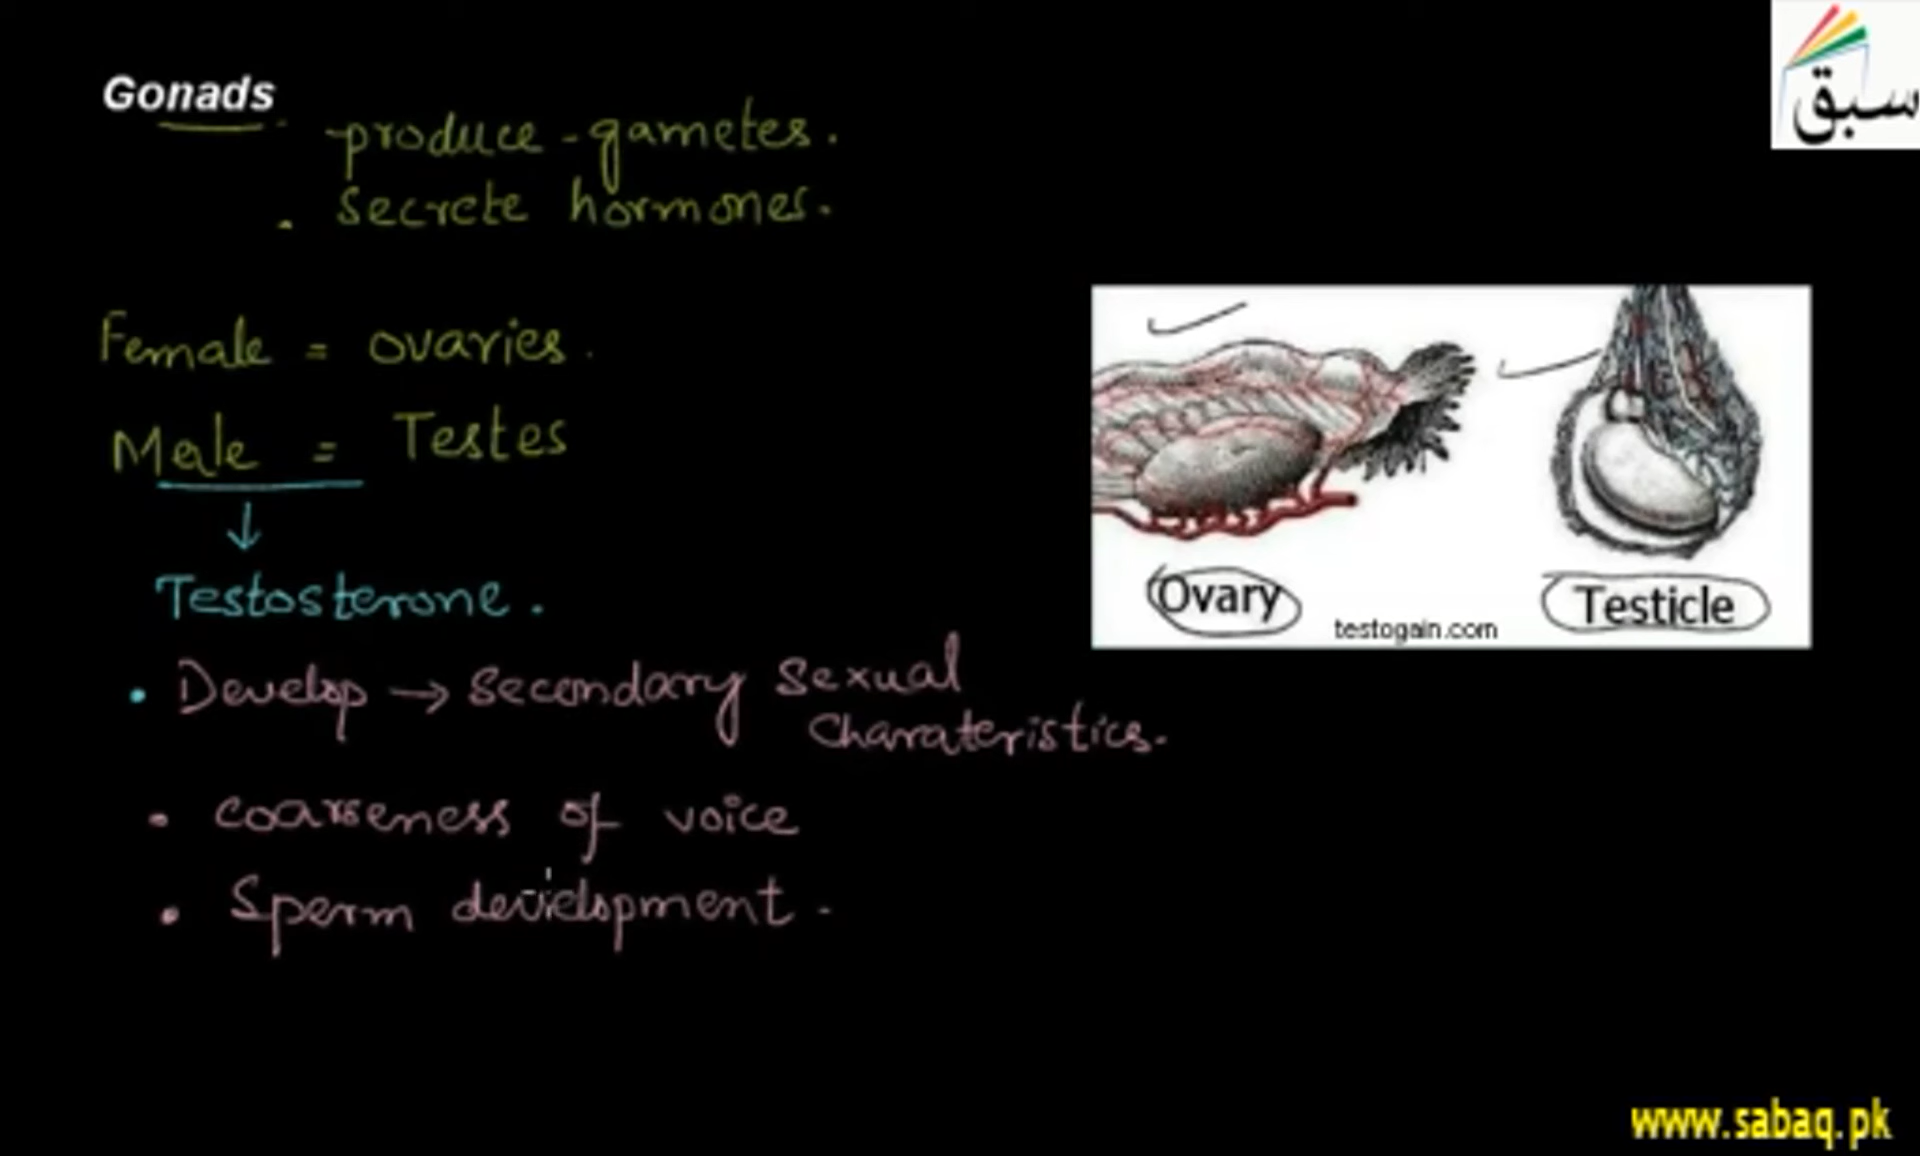 Gonads
produce - gametes.
. secrete hormones.
Female = ovaries.
Male = Testes
↓
Testosterone.
• Develop → secondary sexual
charateristics.
• coarseness of voice
• Sperm development.
Ovary
Testicle
testogain.com
سبق
www.sabaq.pk